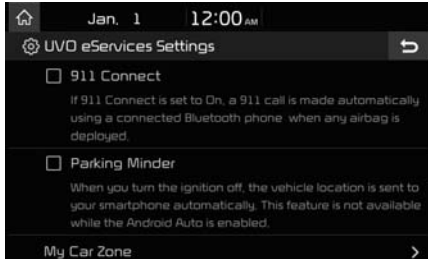 Jan. 1 12:00 AM
UVO eServices Settings
911 Connect
If 911 Connect is set to On, a 911 call is made automatically
using a connected Bluetooth phone when any airbag is
deployed.
Parking Minder
When you turn the ignition off, the vehicle location is sent to
your smartphone automatically. This feature is not available
while the Android Auto is enabled.
My Car Zone